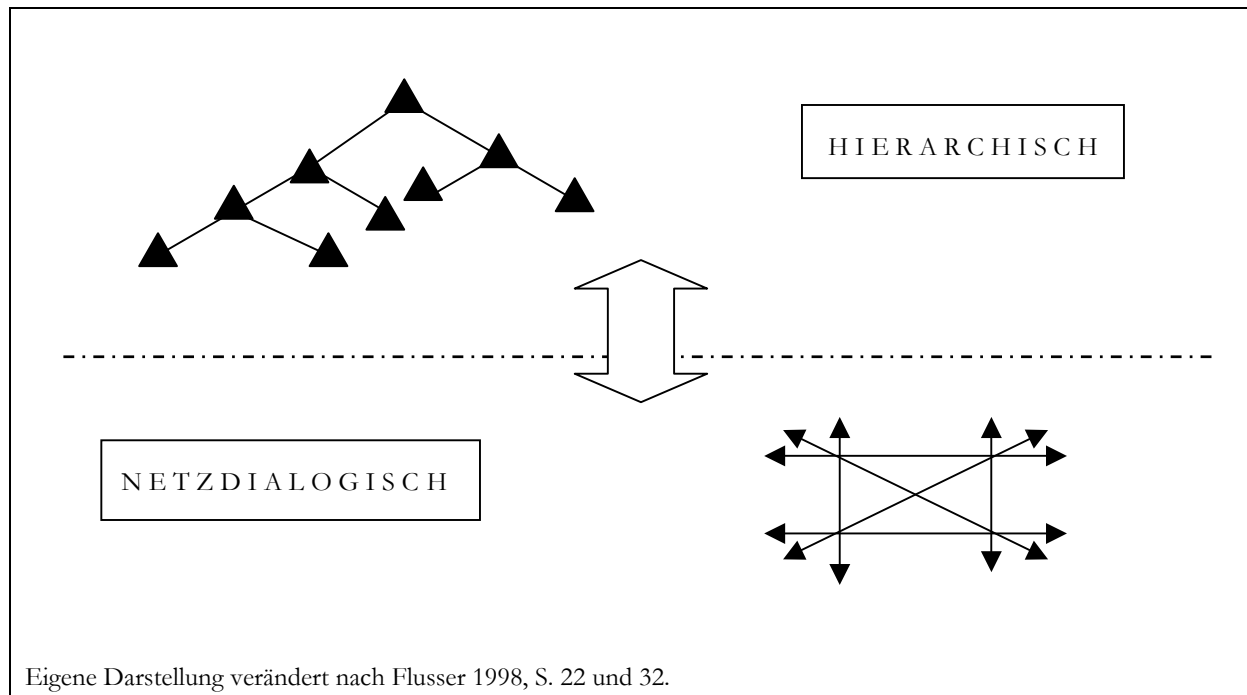 HIERARCHISCH
NETZDIALOGISCH
Eigene Darstellung verändert nach Flusser 1998, S. 22 und 32.